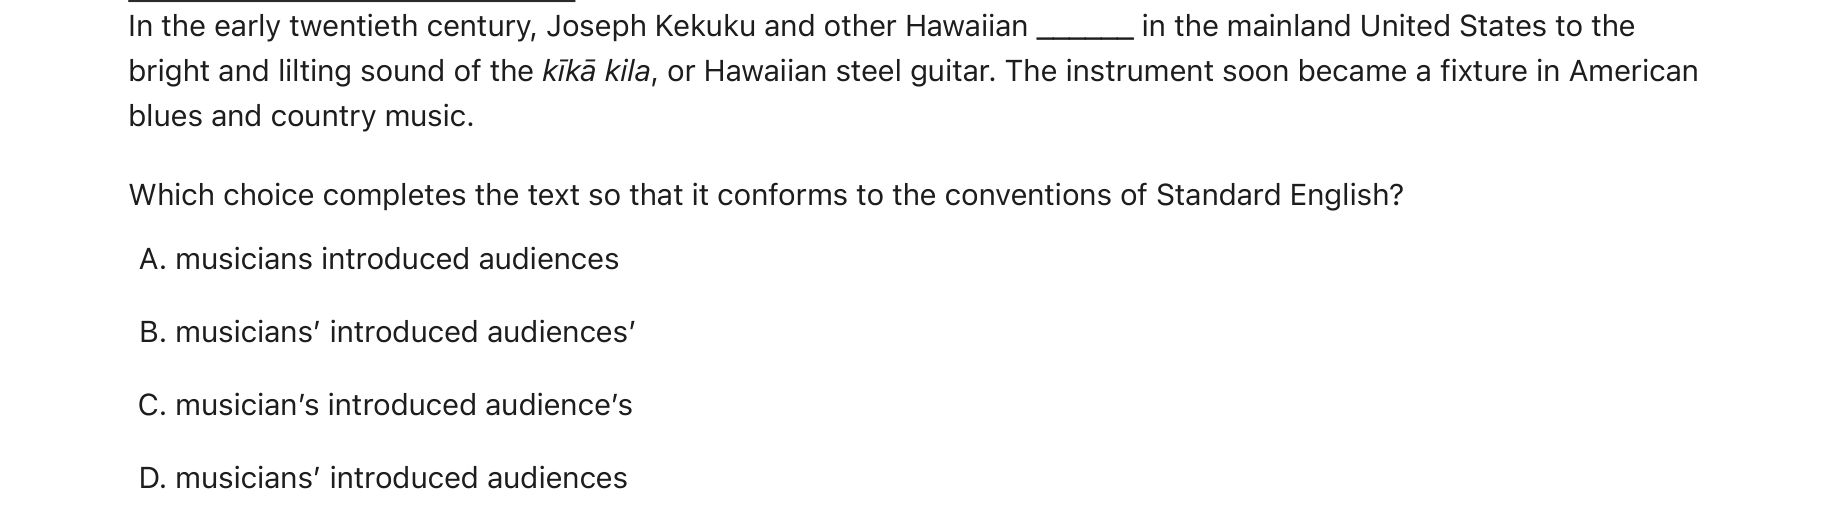 In the early twentieth century, Joseph Kekuku and other Hawaiian ______ in the mainland United States to the
bright and lilting sound of the kīkā kila, or Hawaiian steel guitar. The instrument soon became a fixture in American
blues and country music.
Which choice completes the text so that it conforms to the conventions of Standard English?
A. musicians introduced audiences
B. musicians’ introduced audiences’
C. musician’s introduced audience’s
D. musicians’ introduced audiences